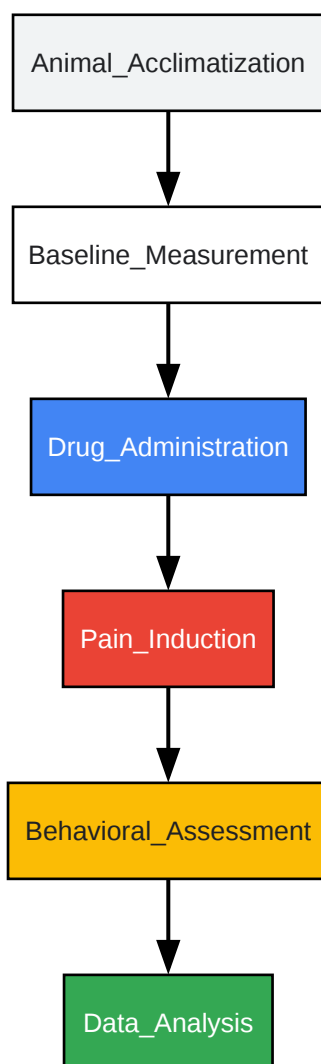 Animal_Acclimatization
Baseline_Measurement
Drug_Administration
Pain_Induction
Behavioral_Assessment
Data_Analysis